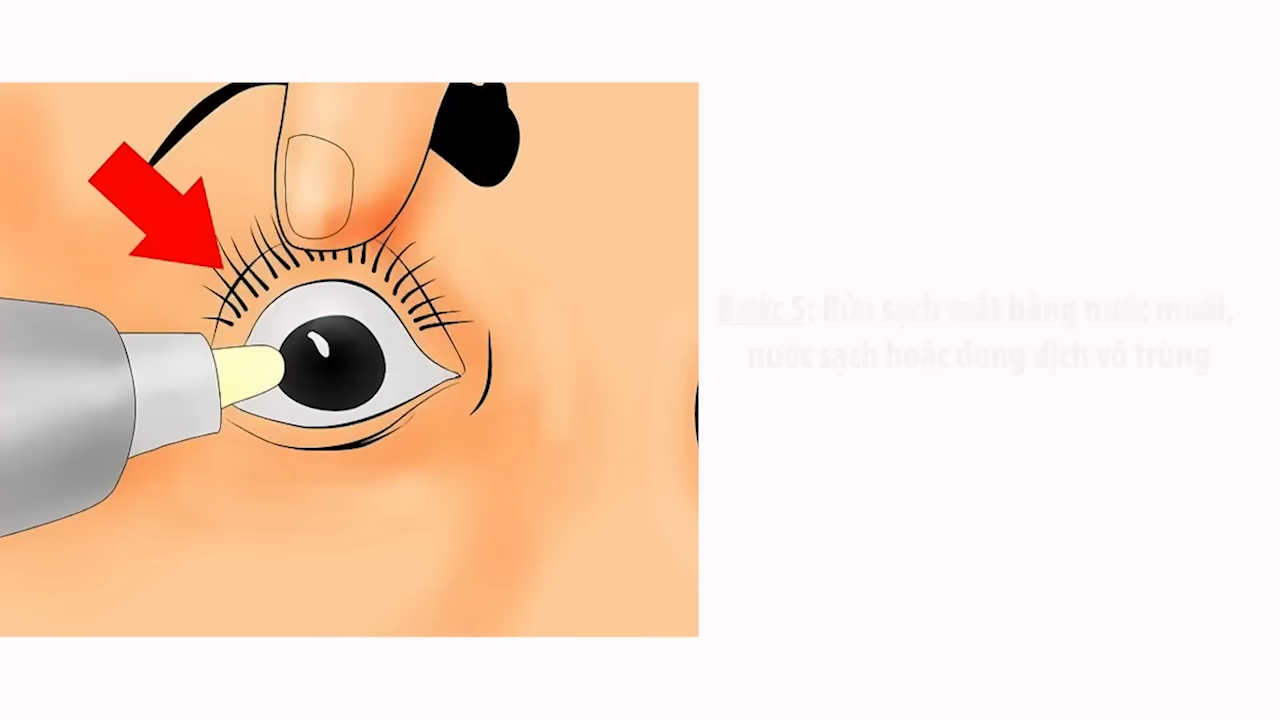 Bước 5: Rửa sạch mắt bằng nước muối,
nước sạch hoặc dung dịch vô trùng